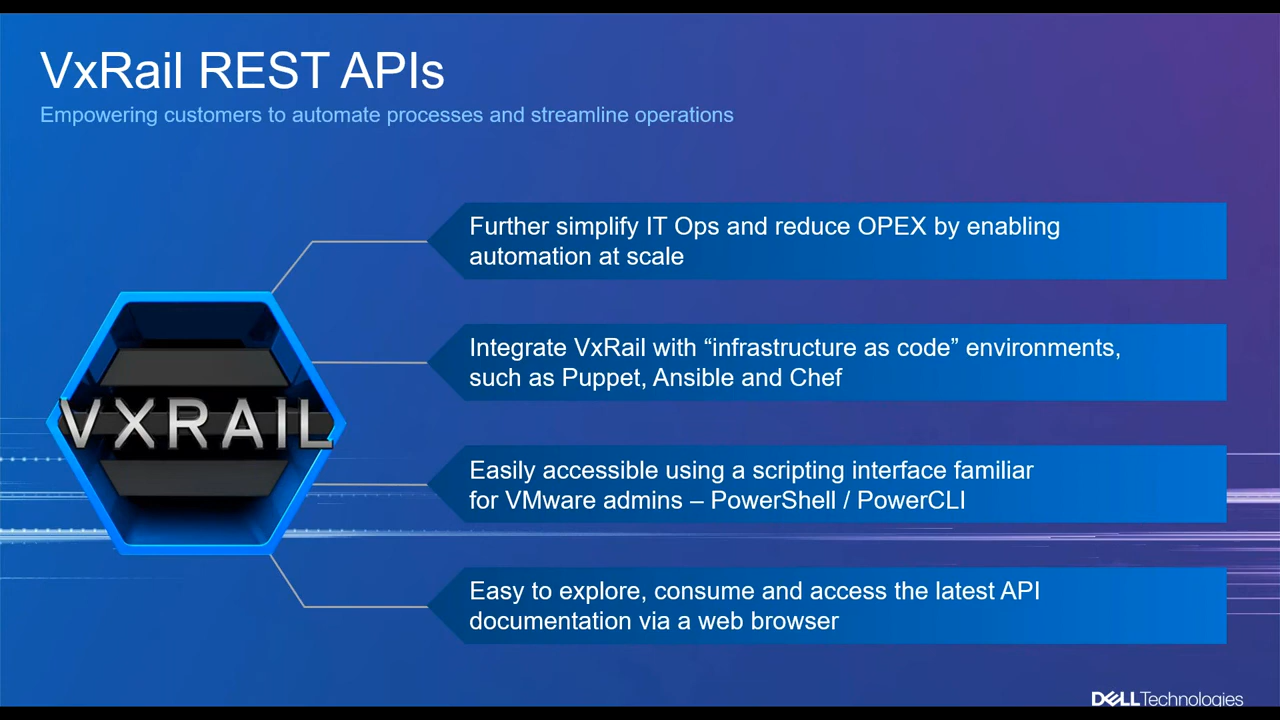 VxRail REST APIs
Empowering customers to automate processes and streamline operations
Further simplify IT Ops and reduce OPEX by enabling
automation at scale
Integrate VxRail with “infrastructure as code” environments,
such as Puppet, Ansible and Chef
VXRAIL
Easily accessible using a scripting interface familiar
for VMware admins – PowerShell / PowerCLI
Easy to explore, consume and access the latest API
documentation via a web browser
DELL Technologies